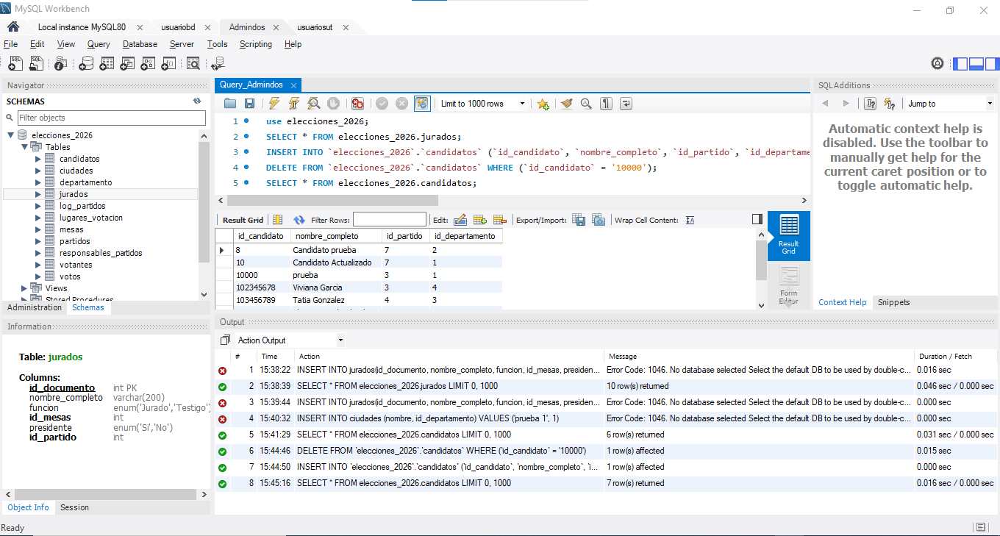 MySQL Workbench
Local instance MySQL80 usuariobd Admindos usuariosut
File Edit View Query Database Server Tools Scripting Help
Navigator
SCHEMAS
Filter objects
elecciones_2026
Tables
candidatos
ciudades
departamento
jurados
log_partidos
lugares_votacion
mesas
partidos
responsables_partidos
votantes
votos
Views
Stored Procedures
Administration Schemas
Information
Table: jurados
Columns:
id_documento int PK
nombre_completo varchar(200)
funcion enum('Jurado','Testigo')
id_mesas int
presidente enum('Si','No')
id_partido int
Object Info Session
Ready
Query_Admindos
Limit to 1000 rows
1 use elecciones_2026;
2 SELECT * FROM elecciones_2026.jurados;
3 INSERT INTO `elecciones_2026`.`candidatos` (`id_candidato`, `nombre_completo`, `id_partido`, `id_departame
4 DELETE FROM `elecciones_2026`.`candidatos` WHERE (`id_candidato` = '10000');
5 SELECT * FROM elecciones_2026.candidatos;
Result Grid Filter Rows: Edit: Export/Import: Wrap Cell Content:
id_candidato nombre_completo id_partido id_departamento
8 Candidato prueba 7 2
10 Candidato Actualizado 7 1
10000 prueba 3 1
102345678 Viviana Garcia 3 4
103456789 Tatia Gonzalez 4 3
Result
Grid
Form
Editor
SQLAdditions
Jump to
Automatic context help is
disabled. Use the toolbar to
manually get help for the
current caret position or to
toggle automatic help.
Context Help Snippets
Output
Action Output
# Time Action Message Duration / Fetch
1 15:38:22 INSERT INTO jurados(id_documento, nombre_completo, funcion, id_mesas, presiden... Error Code: 1046. No database selected Select the default DB to be used by double-c... 0.016 sec
2 15:38:39 SELECT * FROM elecciones_2026.jurados LIMIT 0, 1000 10 row(s) returned 0.046 sec / 0.000 sec
3 15:39:44 INSERT INTO jurados(id_documento, nombre_completo, funcion, id_mesas, presiden... Error Code: 1046. No database selected Select the default DB to be used by double-c... 0.000 sec
4 15:40:32 INSERT INTO ciudades (nombre, id_departamento) VALUES ('prueba 1', 1) Error Code: 1046. No database selected Select the default DB to be used by double-c... 0.000 sec
5 15:41:29 SELECT * FROM elecciones_2026.candidatos LIMIT 0, 1000 6 row(s) returned 0.031 sec / 0.000 sec
6 15:44:46 DELETE FROM `elecciones_2026`.`candidatos` WHERE (`id_candidato` = '10000') 1 row(s) affected 0.015 sec
7 15:44:50 INSERT INTO `elecciones_2026`.`candidatos` (`id_candidato`, `nombre_completo`, `i... 1 row(s) affected 0.000 sec
8 15:45:16 SELECT * FROM elecciones_2026.candidatos LIMIT 0, 1000 7 row(s) returned 0.016 sec / 0.000 sec